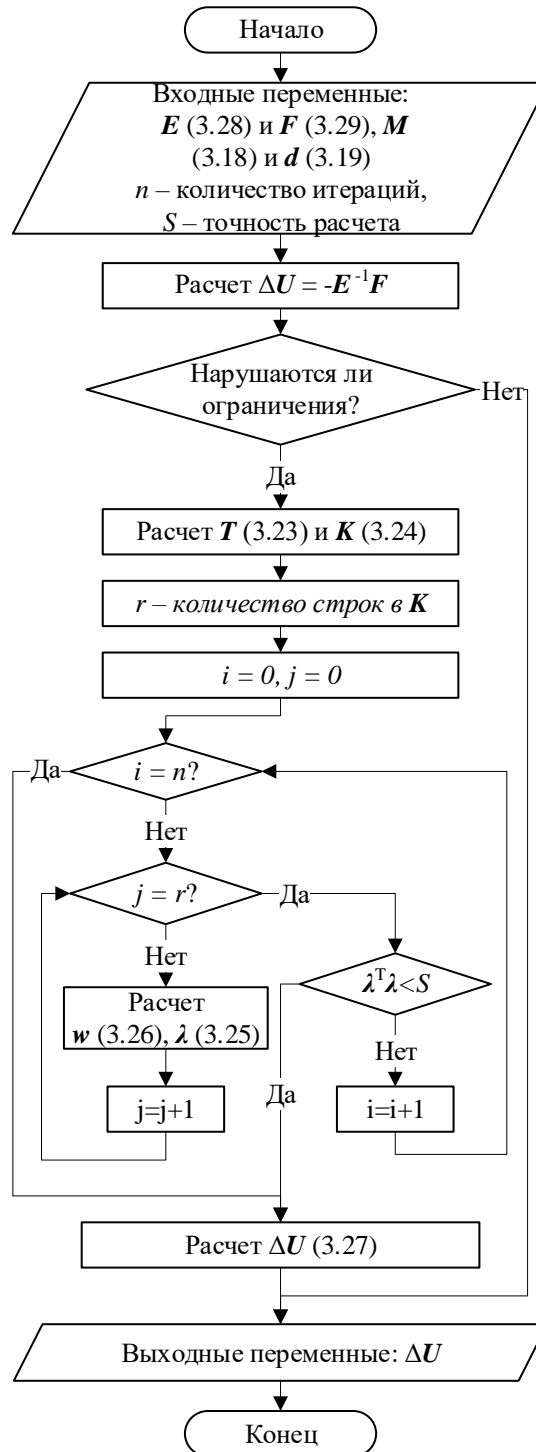 Начало
Входные переменные:
E (3.28) и F (3.29), M
(3.18) и d (3.19)
n – количество итераций,
S – точность расчета
Расчет ΔU = -E⁻¹F
Нарушаются ли
ограничения?
Нет
Да
Расчет T (3.23) и K (3.24)
r – количество строк в K
i = 0, j = 0
Да
i = n?
Нет
j = r?
Да
Нет
λᵀλ<S
Расчет
w (3.26), λ (3.25)
Нет
Да
j=j+1
i=i+1
Расчет ΔU (3.27)
Выходные переменные: ΔU
Конец